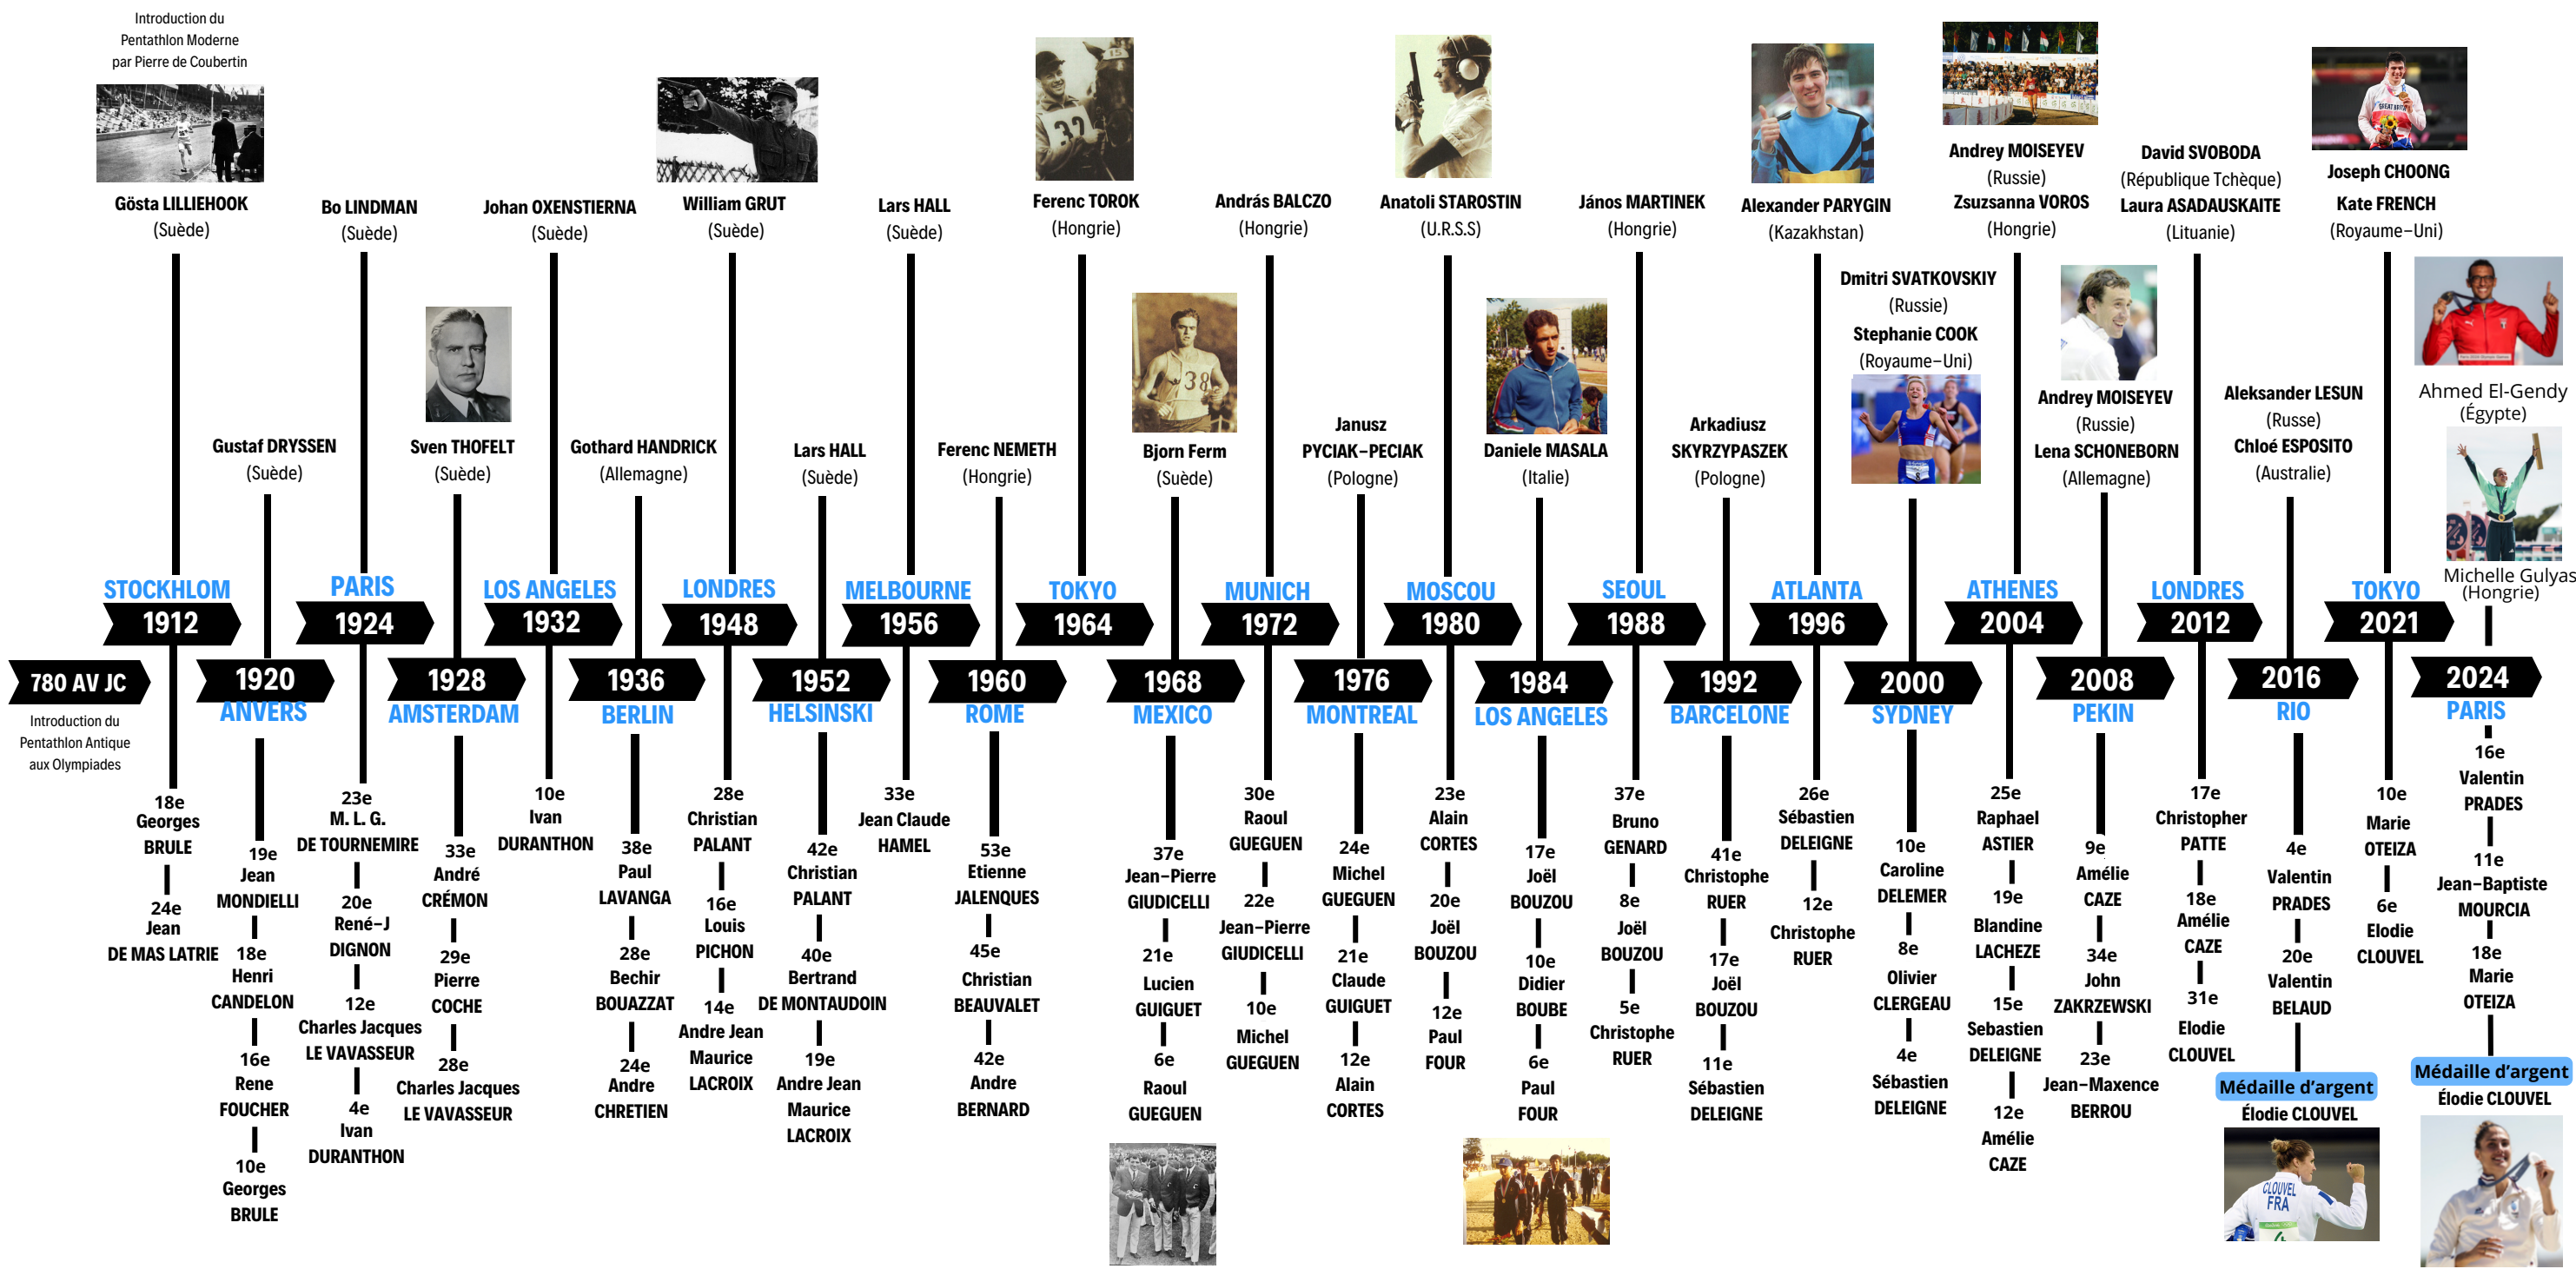 Introduction du
Pentathlon Moderne
par Pierre de Coubertin
Gösta LILLIEHOOK
(Suède)
STOCKHLOM
1912
780 AV JC
Introduction du
Pentathlon Antique
aux Olympiades
18e
Georges
BRULE
24e
Jean
DE MAS LATRIE
Gustaf DRYSSEN
(Suède)
1920
ANVERS
19e
Jean
MONDIELLI
18e
Henri
CANDELON
16e
Rene
FOUCHER
10e
Georges
BRULE
Bo LINDMAN
(Suède)
PARIS
1924
23e
M. L. G.
DE TOURNEMIRE
20e
René-J
DIGNON
12e
Charles Jacques
LE VAVASSEUR
4e
Ivan
DURANTHON
Sven THOFELT
(Suède)
1928
AMSTERDAM
33e
André
CRÉMON
29e
Pierre
COCHE
28e
Charles Jacques
LE VAVASSEUR
Johan OXENSTIERNA
(Suède)
LOS ANGELES
1932
10e
Ivan
DURANTHON
Gothard HANDRICK
(Allemagne)
1936
BERLIN
38e
Paul
LAVANGA
28e
Bechir
BOUAZZAT
24e
Andre
CHRETIEN
William GRUT
(Suède)
LONDRES
1948
28e
Christian
PALANT
16e
Louis
PICHON
14e
Andre Jean
Maurice
LACROIX
Lars HALL
(Suède)
1952
HELSINSKI
42e
Christian
PALANT
40e
Bertrand
DE MONTAUDOIN
19e
Andre Jean
Maurice
LACROIX
Lars HALL
(Suède)
MELBOURNE
1956
33e
Jean Claude
HAMEL
Ferenc NEMETH
(Hongrie)
1960
ROME
53e
Etienne
JALENQUES
45e
Christian
BEAUVALET
42e
Andre
BERNARD
15
32
Ferenc TOROK
(Hongrie)
TOKYO
1964
38
Bjorn Ferm
(Suède)
1968
MEXICO
37e
Jean-Pierre
GIUDICELLI
21e
Lucien
GUIGUET
6e
Raoul
GUEGUEN
András BALCZO
(Hongrie)
MUNICH
1972
30e
Raoul
GUEGUEN
22e
Jean-Pierre
GIUDICELLI
10e
Michel
GUEGUEN
Janusz
PYCIAK-PECIAK
(Pologne)
1976
MONTREAL
24e
Michel
GUEGUEN
21e
Claude
GUIGUET
12e
Alain
CORTES
Anatoli STAROSTIN
(U.R.S.S)
MOSCOU
1980
23e
Alain
CORTES
20e
Joël
BOUZOU
12e
Paul
FOUR
Daniele MASALA
(Italie)
1984
LOS ANGELES
17e
Joël
BOUZOU
10e
Didier
BOUBE
6e
Paul
FOUR
János MARTINEK
(Hongrie)
SEOUL
1988
37e
Bruno
GENARD
8e
Joël
BOUZOU
5e
Christophe
RUER
Arkadiusz
SKYRZYPASZEK
(Pologne)
1992
BARCELONE
41e
Christophe
RUER
17e
Joël
BOUZOU
11e
Sébastien
DELEIGNE
Alexander PARYGIN
(Kazakhstan)
ATLANTA
1996
26e
Sébastien
DELEIGNE
12e
Christophe
RUER
Dmitri SVATKOVSKIY
(Russie)
Stephanie COOK
(Royaume-Uni)
2000
SYDNEY
10e
Caroline
DELEMER
8e
Olivier
CLERGEAU
4e
Sébastien
DELEIGNE
Andrey MOISEYEV
(Russie)
Zsuzsanna VOROS
(Hongrie)
ATHENES
2004
25e
Raphael
ASTIER
19e
Blandine
LACHEZE
15e
Sebastien
DELEIGNE
12e
Amélie
CAZE
Andrey MOISEYEV
(Russie)
Lena SCHONEBORN
(Allemagne)
2008
PEKIN
9e
Amélie
CAZE
34e
John
ZAKRZEWSKI
23e
Jean-Maxence
BERROU
David SVOBODA
(République Tchèque)
Laura ASADAUSKAITE
(Lituanie)
LONDRES
2012
17e
Christopher
PATTE
18e
Amélie
CAZE
31e
Elodie
CLOUVEL
Aleksander LESUN
(Russe)
Chloé ESPOSITO
(Australie)
2016
RIO
4e
Valentin
PRADES
20e
Valentin
BELAUD
Médaille d'argent
Élodie CLOUVEL
CLOUVEL
FRA
GREAT BRITAIN
Joseph CHOONG
Kate FRENCH
(Royaume-Uni)
TOKYO
2021
10e
Marie
OTEIZA
6e
Elodie
CLOUVEL
Ahmed El-Gendy
(Égypte)
Michelle Gulyas
(Hongrie)
2024
PARIS
16e
Valentin
PRADES
11e
Jean-Baptiste
MOURCIA
18e
Marie
OTEIZA
Médaille d'argent
Élodie CLOUVEL